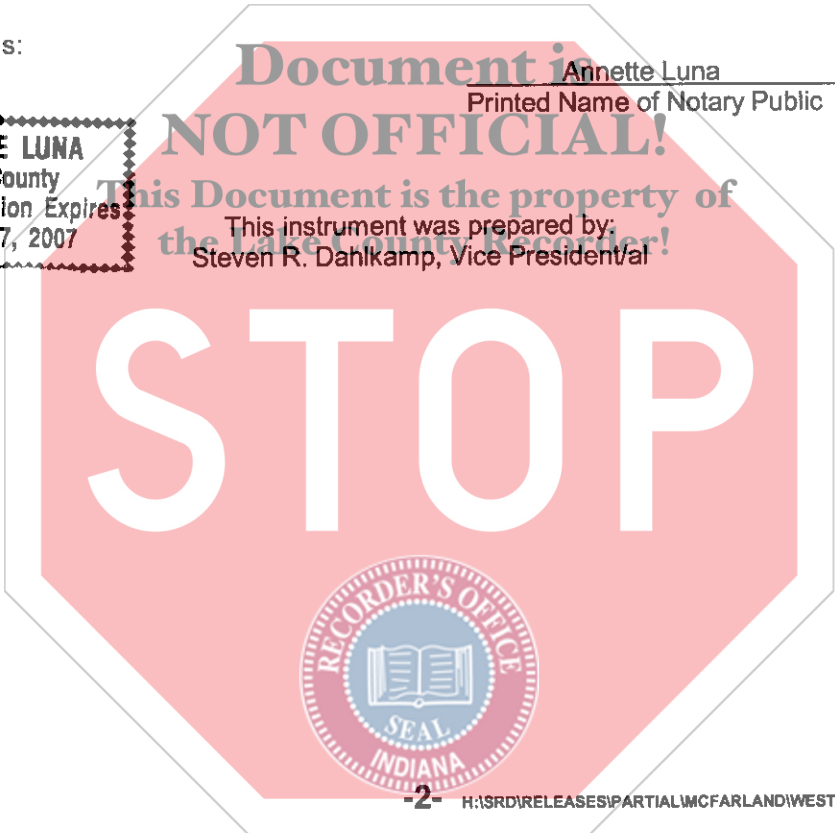 s:
Document is
Annette Luna
Printed Name of Notary Public
NOT OFFICIAL!
E LUNA
County
ion Expires
7, 2007
This Document is the property of
the Lake County Recorder!
This instrument was prepared by:
Steven R. Dahlkamp, Vice President/al
STOP
RECORDER'S OFFICE
SEAL
INDIANA
-2- H:\SRD\RELEASES\PARTIAL\MCFARLAND\WEST